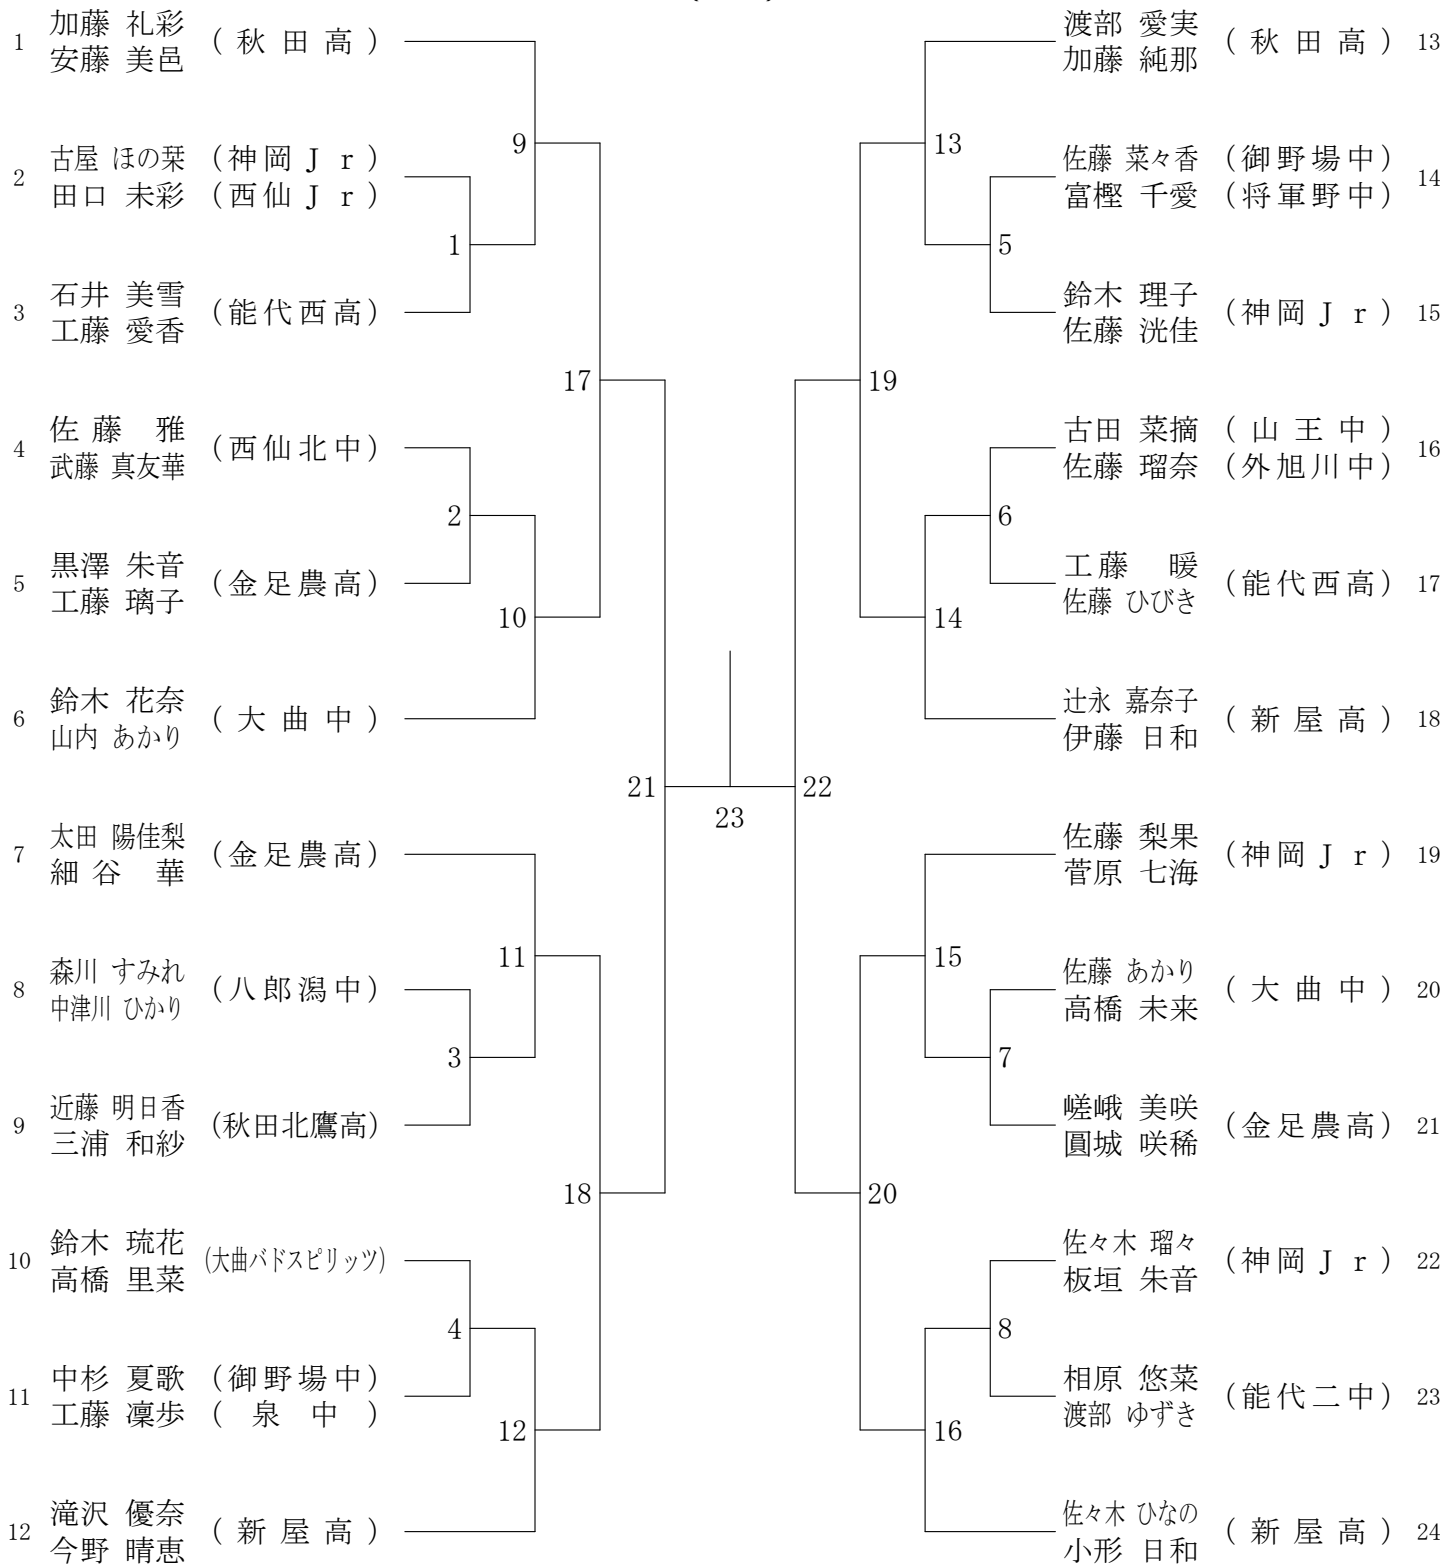 1 加藤 礼彩 (秋田高)
安藤 美邑
2 古屋 ほの栞 (神岡Jr)
田口 未彩 (西仙Jr)
3 石井 美雪 (能代西高)
工藤 愛香
4 佐藤 雅 (西仙北中)
武藤 真友華
5 黒澤 朱音 (金足農高)
工藤 璃子
6 鈴木 花奈 (大曲中)
山内 あかり
7 太田 陽佳梨 (金足農高)
細谷 華
8 森川 すみれ (八郎潟中)
中津川 ひかり
9 近藤 明日香 (秋田北鷹高)
三浦 和紗
10 鈴木 琉花 (大曲バドスピリッツ)
高橋 里菜
11 中杉 夏歌 (御野場中)
工藤 凜歩 (泉中)
12 滝沢 優奈 (新屋高)
今野 晴恵
9
1
17
2
10
21
11
3
18
4
12
23
13
5
19
6
14
22
15
7
20
8
16
渡部 愛実 (秋田高) 13
加藤 純那
佐藤 菜々香 (御野場中) 14
富樫 千愛 (将軍野中)
鈴木 理子 (神岡Jr) 15
佐藤 洸佳
古田 菜摘 (山王中) 16
佐藤 瑠奈 (外旭川中)
工藤 暖 (能代西高) 17
佐藤 ひびき
辻永 嘉奈子 (新屋高) 18
伊藤 日和
佐藤 梨果 (神岡Jr) 19
菅原 七海
佐藤 あかり (大曲中) 20
高橋 未来
嵯峨 美咲 (金足農高) 21
圓城 咲稀
佐々木 瑠々 (神岡Jr) 22
板垣 朱音
相原 悠菜 (能代二中) 23
渡部 ゆずき
佐々木 ひなの (新屋高) 24
小形 日和